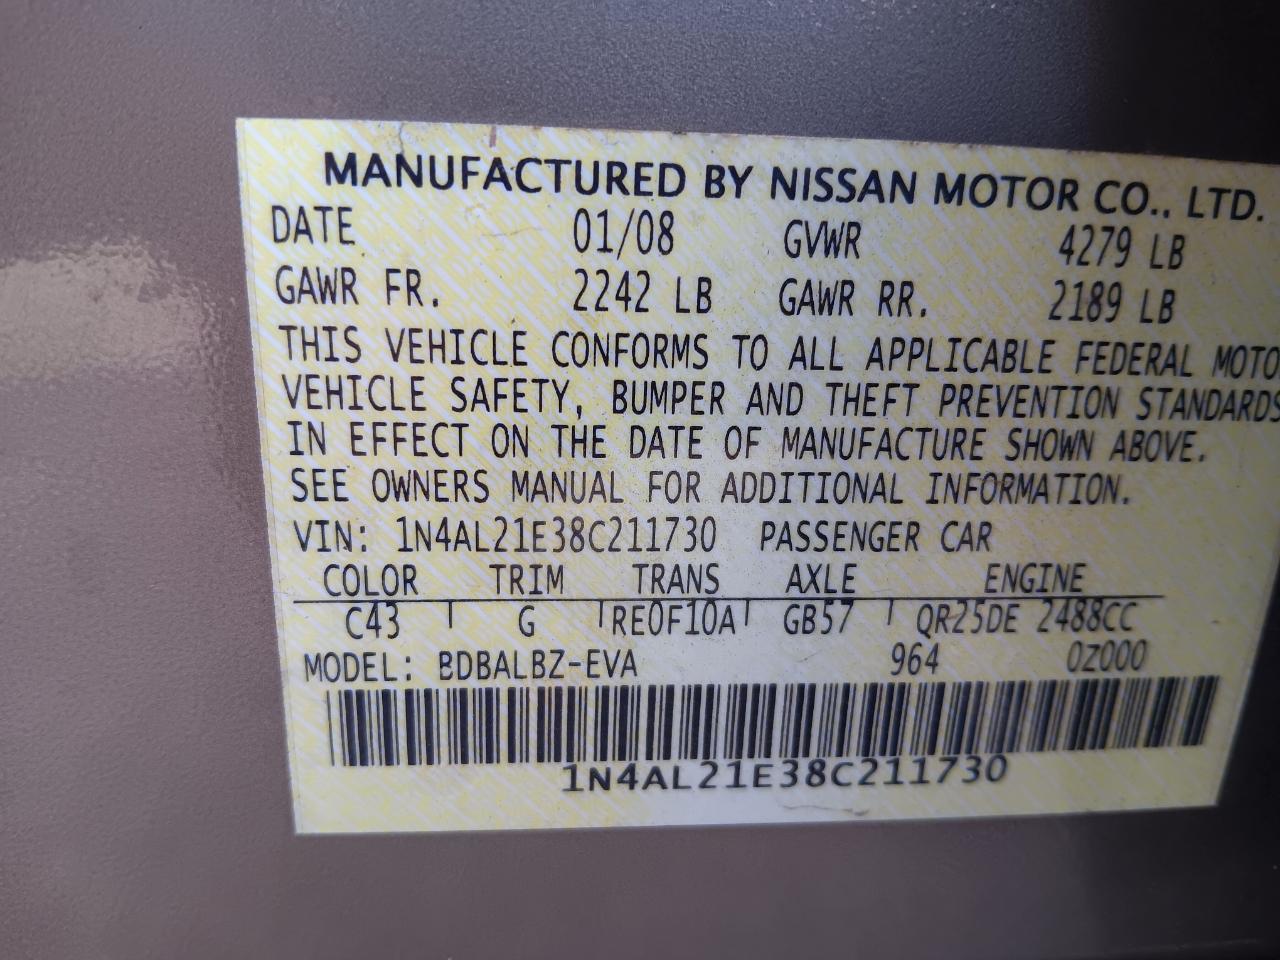 MANUFACTURED BY NISSAN MOTOR CO., LTD.
DATE 01/08 GVWR 4279 LB
GAWR FR. 2242 LB GAWR RR. 2189 LB
THIS VEHICLE CONFORMS TO ALL APPLICABLE FEDERAL MOTO
VEHICLE SAFETY, BUMPER AND THEFT PREVENTION STANDARDS
IN EFFECT ON THE DATE OF MANUFACTURE SHOWN ABOVE.
SEE OWNERS MANUAL FOR ADDITIONAL INFORMATION.
VIN: 1N4AL21E38C211730 PASSENGER CAR
COLOR TRIM TRANS AXLE ENGINE
C43 G RE0F10A GB57 QR25DE 2488CC
MODEL: BDBALBZ-EVA 964 0Z000
1N4AL21E38C211730